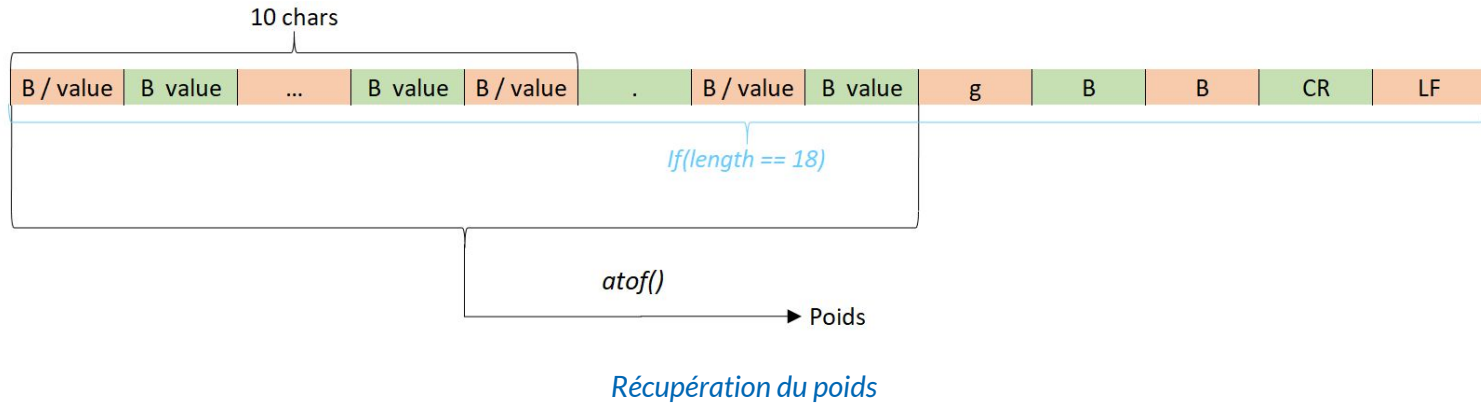 10 chars
B / value B value ... B value B / value . B / value B value g B B CR LF
If(length == 18)
atof()
Poids
Récupération du poids